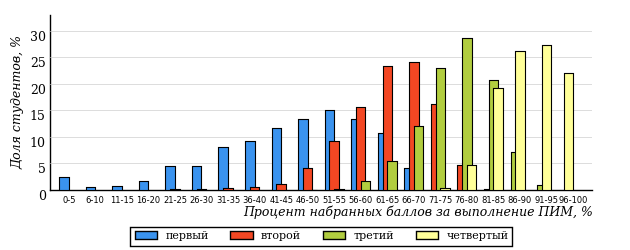 Доля студентов, %
30
25
20
15
10
5
0
0-5 6-10 11-15 16-20 21-25 26-30 31-35 36-40 41-45 46-50 51-55 56-60 61-65 66-70 71-75 76-80 81-85 86-90 91-95 96-100
Процент набранных баллов за выполнение ПИМ, %
первый второй третий четвертый